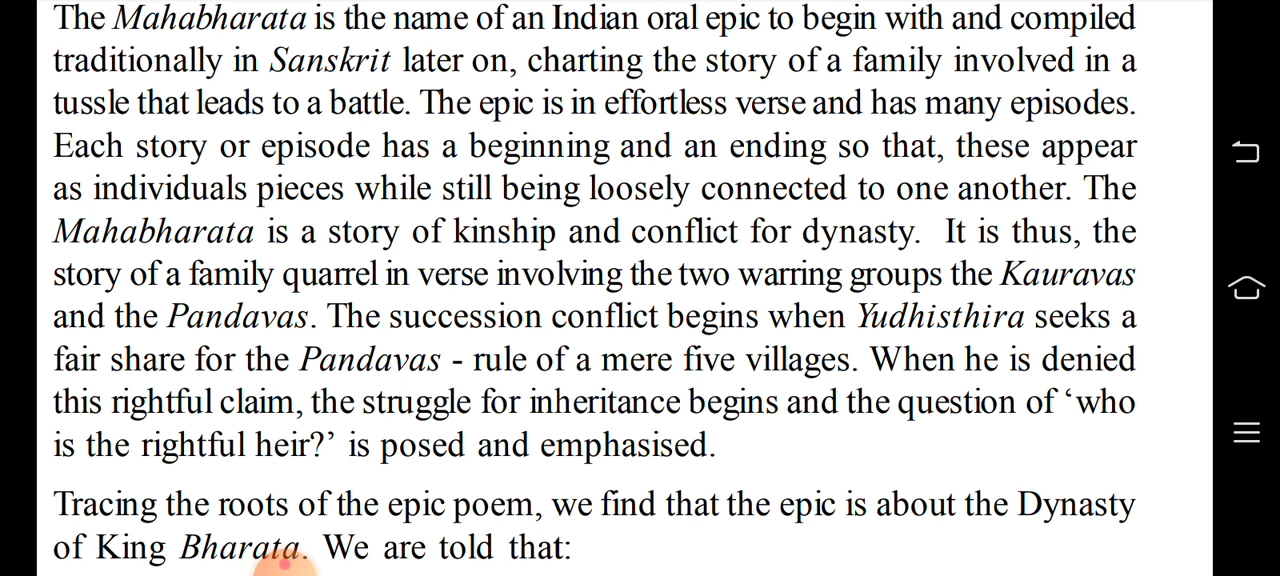 The Mahabharata is the name of an Indian oral epic to begin with and compiled
traditionally in Sanskrit later on, charting the story of a family involved in a
tussle that leads to a battle. The epic is in effortless verse and has many episodes.
Each story or episode has a beginning and an ending so that, these appear
as individuals pieces while still being loosely connected to one another. The
Mahabharata is a story of kinship and conflict for dynasty. It is thus, the
story of a family quarrel in verse involving the two warring groups the Kauravas
and the Pandavas. The succession conflict begins when Yudhisthira seeks a
fair share for the Pandavas - rule of a mere five villages. When he is denied
this rightful claim, the struggle for inheritance begins and the question of ‘who
is the rightful heir?’ is posed and emphasised.
Tracing the roots of the epic poem, we find that the epic is about the Dynasty
of King Bharata. We are told that: